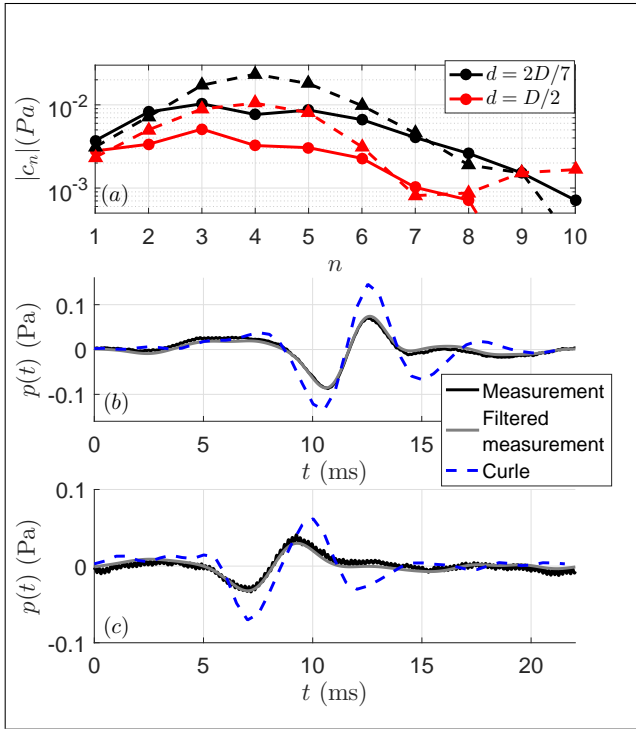 |c_n|(Pa)
10^-2
10^-3
d = 2D/7
d = D/2
(a)
1 2 3 4 5 6 7 8 9 10
n
p(t) (Pa)
0.1
0
-0.1
(b)
0 5 10 15
t (ms)
Measurement
Filtered
measurement
Curle
p(t) (Pa)
0.1
0
-0.1
(c)
0 5 10 15 20
t (ms)